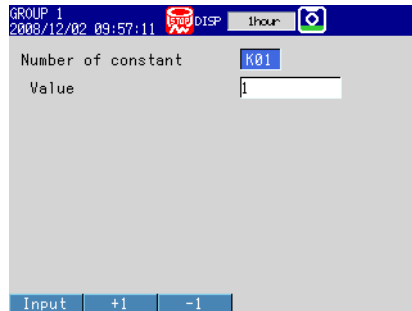 GROUP 1
2008/12/02 09:57:11 STOP DISP 1hour
Number of constant K01
Value 1
Input +1 -1